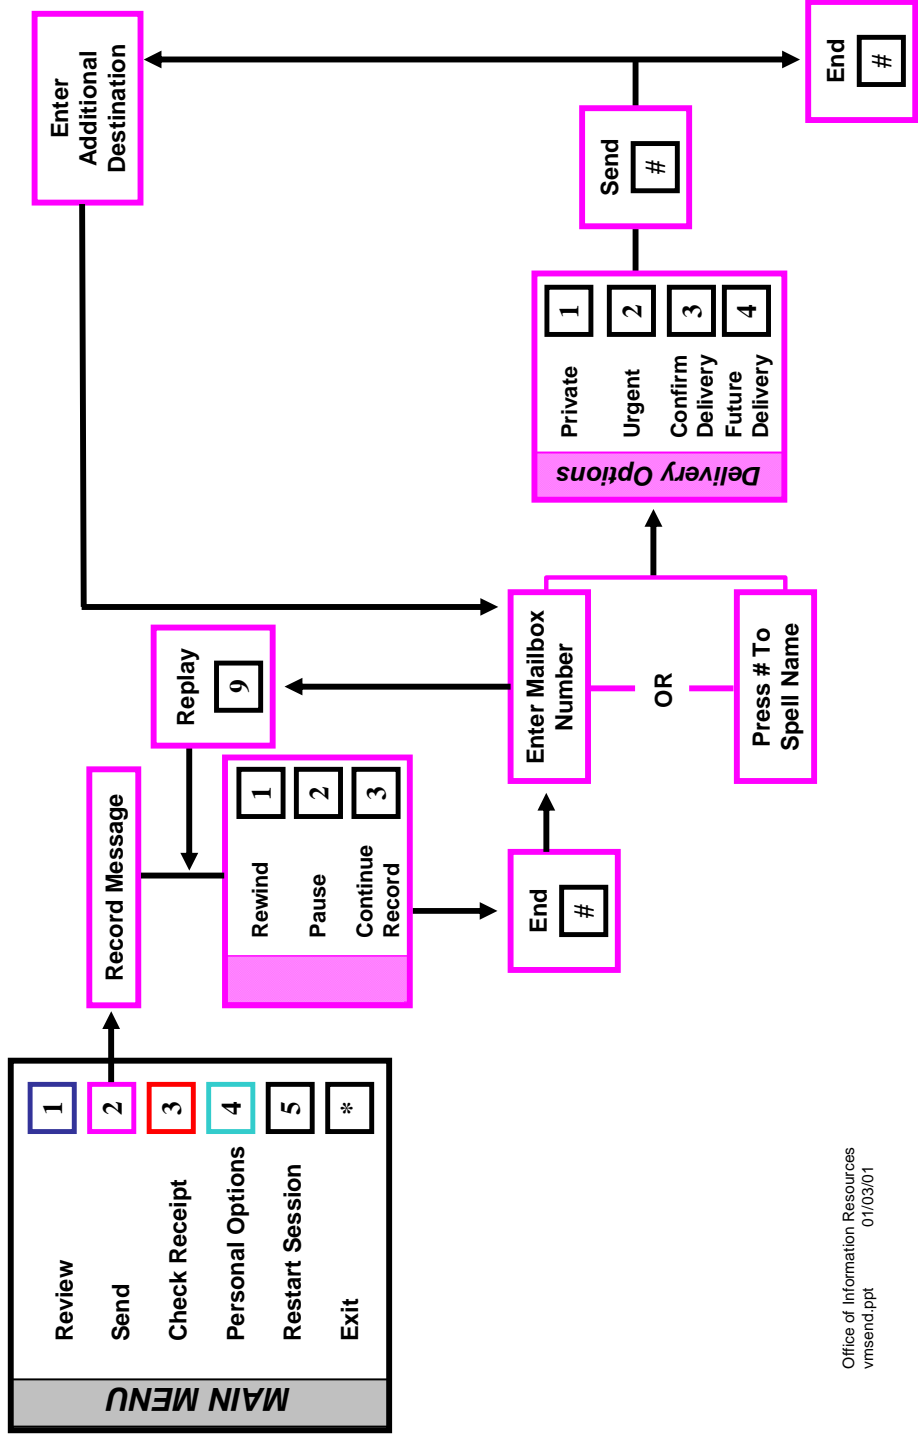 MAIN MENU
Review 1
Send 2
Check Receipt 3
Personal Options 4
Restart Session 5
Exit *
Record Message
Replay
9
Rewind 1
Pause 2
Continue
Record 3
End
#
Enter Mailbox
Number
OR
Press # To
Spell Name
Delivery Options
Private 1
Urgent 2
Confirm
Delivery 3
Future
Delivery 4
Send
#
Enter
Additional
Destination
End
#
Office of Information Resources
vmsend.ppt 01/03/01